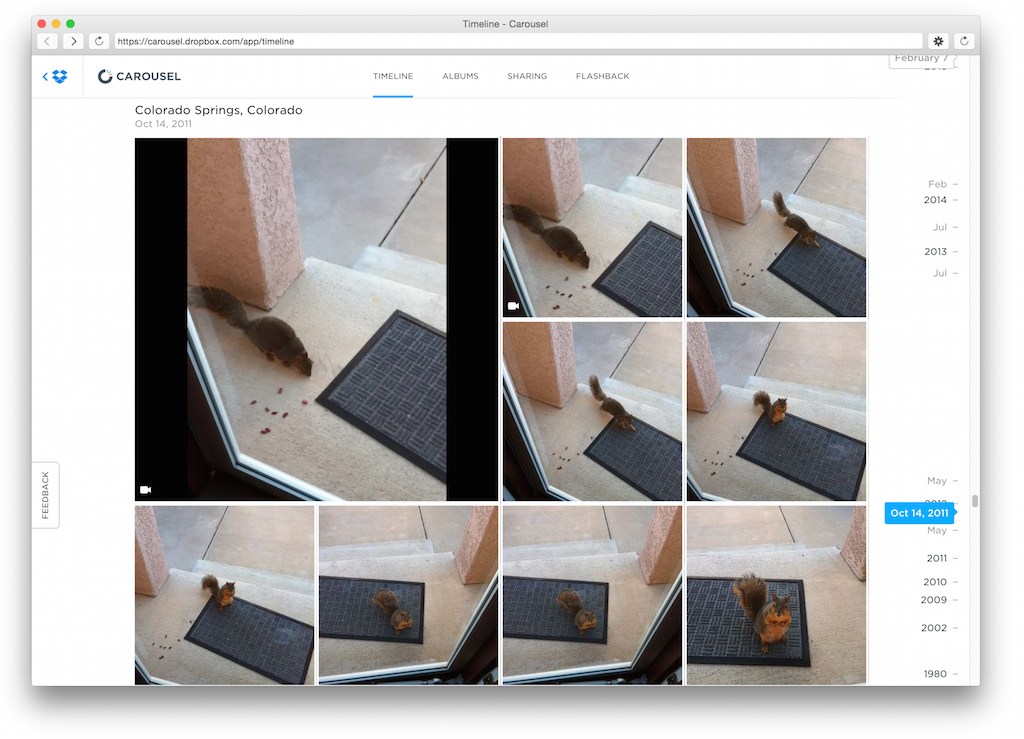 Timeline - Carousel
https://carousel.dropbox.com/app/timeline
CAROUSEL
TIMELINE
ALBUMS
SHARING
FLASHBACK
February 7
Colorado Springs, Colorado
Oct 14, 2011
Feb
2014
Jul
2013
Jul
May
Oct 14, 2011
May
2011
2010
2009
2002
1980
FEEDBACK